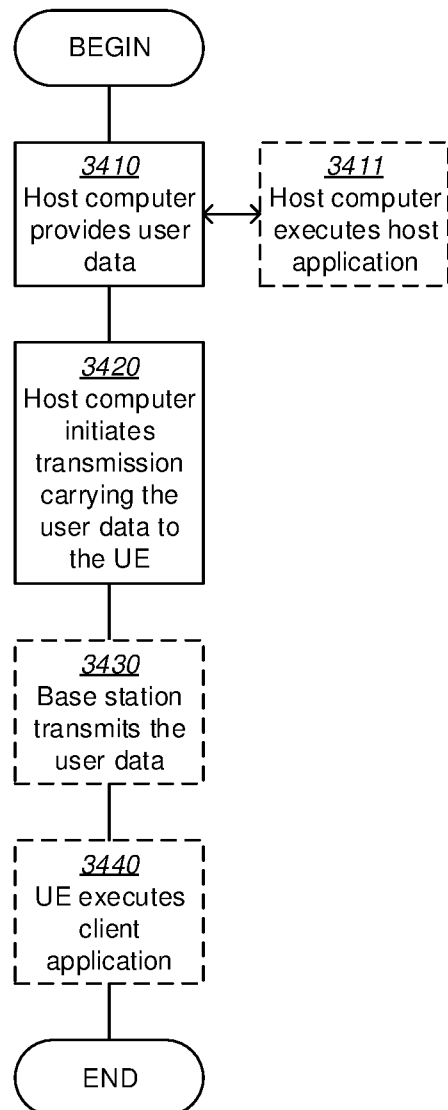 BEGIN
3410
Host computer
provides user
data
3411
Host computer
executes host
application
3420
Host computer
initiates
transmission
carrying the
user data to
the UE
3430
Base station
transmits the
user data
3440
UE executes
client
application
END